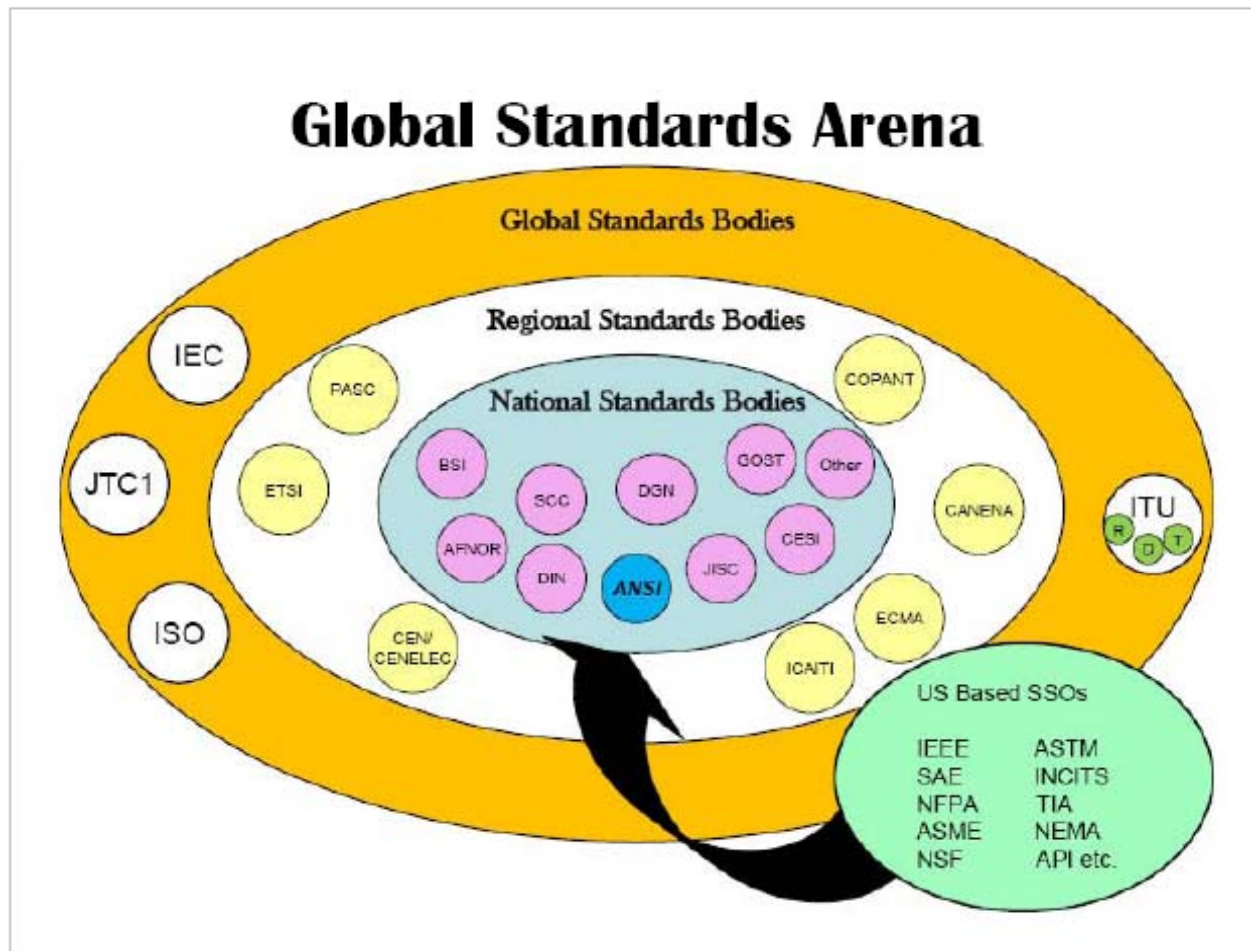 Global Standards Arena
Global Standards Bodies
Regional Standards Bodies
National Standards Bodies
IEC
JTC1
ISO
PASC
ETSI
CEN/
CENELEC
BSI
SCC
DGN
GOST
Other
AFNOR
DIN
ANSI
JISC
CESI
COPANT
CANENA
ECMA
ICAITI
ITU
R
D
T
US Based SSOs
IEEE ASTM
SAE INCITS
NFPA TIA
ASME NEMA
NSF API etc.